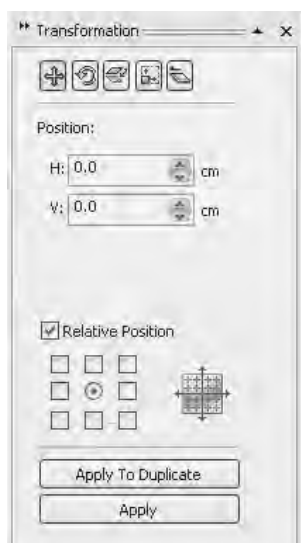 Transformation
Position:
H: 0.0 cm
V: 0.0 cm
Relative Position
Apply To Duplicate
Apply